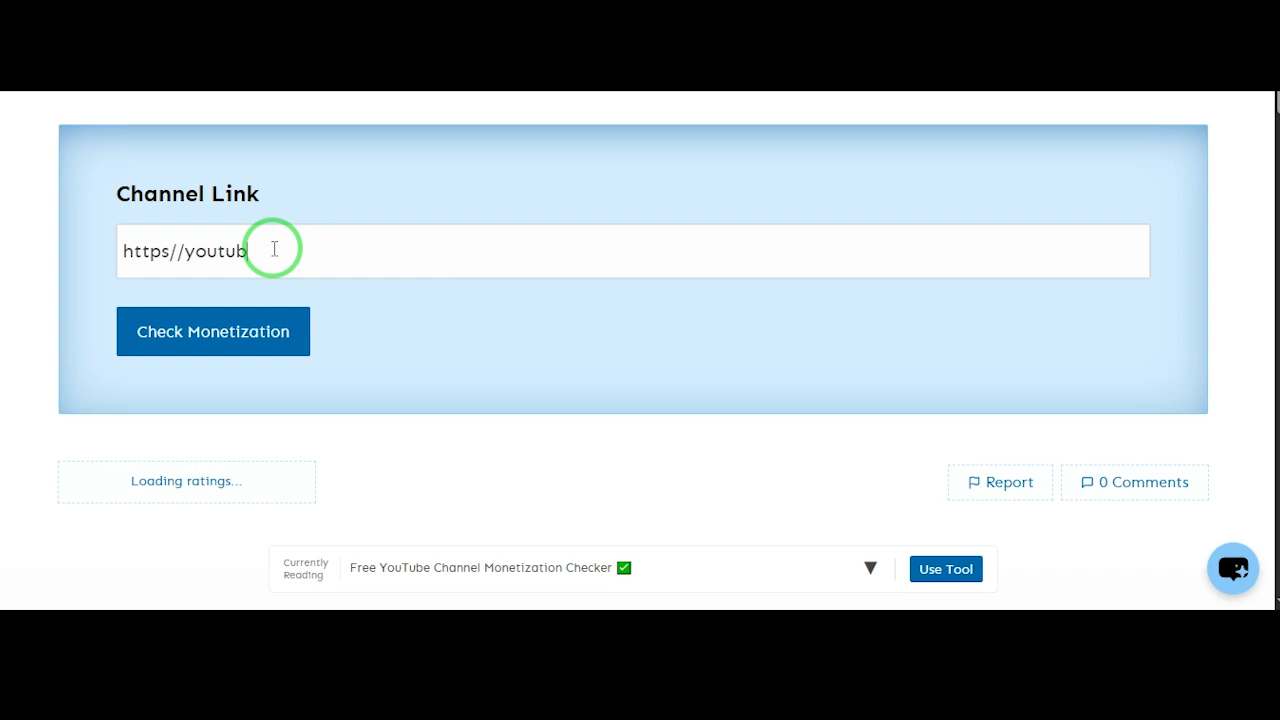 Channel Link
https//youtub
Check Monetization
Loading ratings...
Report
0 Comments
Currently
Reading
Free YouTube Channel Monetization Checker ✅
▼
Use Tool